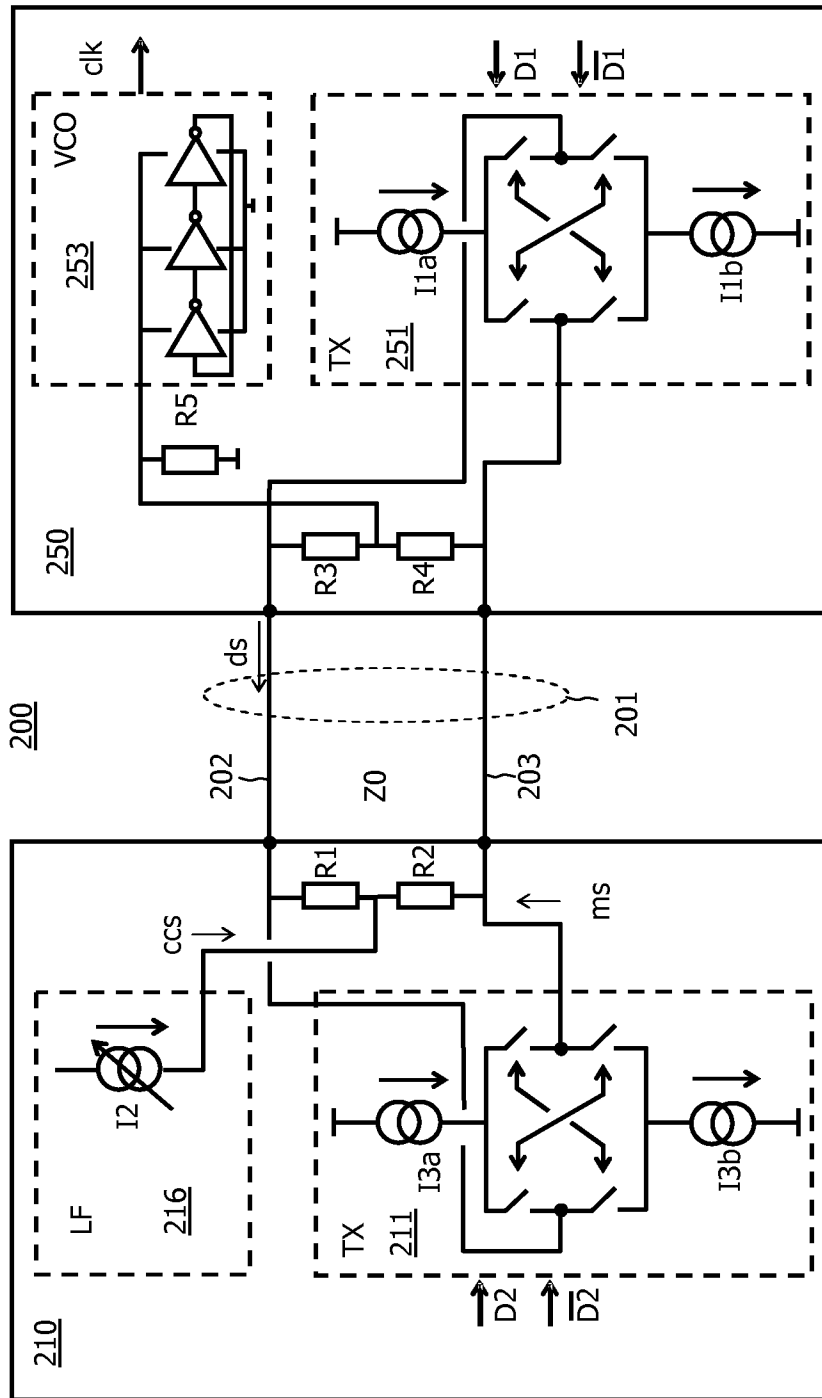 200
210
LF
216
I2
ccs
TX
211
I3a
I3b
D2
D2
R1
R2
ms
202
Z0
203
201
ds
250
R3
R4
R5
253
VCO
clk
TX
251
I1a
I1b
D1
D1